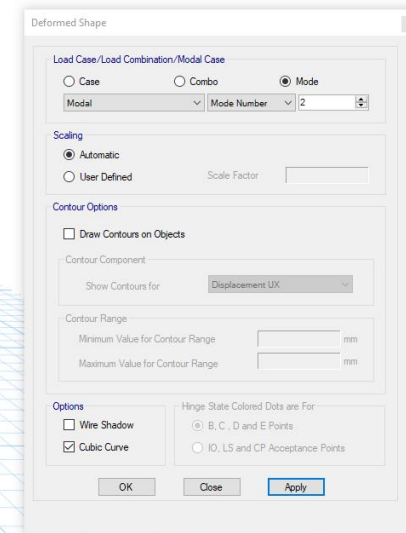 Deformed Shape
Load Case/Load Combination/Modal Case
Case Combo Mode
Modal Mode Number 2
Scaling
Automatic
User Defined Scale Factor
Contour Options
Draw Contours on Objects
Contour Component
Show Contours for Displacement UX
Contour Range
Minimum Value for Contour Range mm
Maximum Value for Contour Range mm
Options Hinge State Colored Dots are For
Wire Shadow B, C , D and E Points
Cubic Curve IO, LS and CP Acceptance Points
OK Close Apply